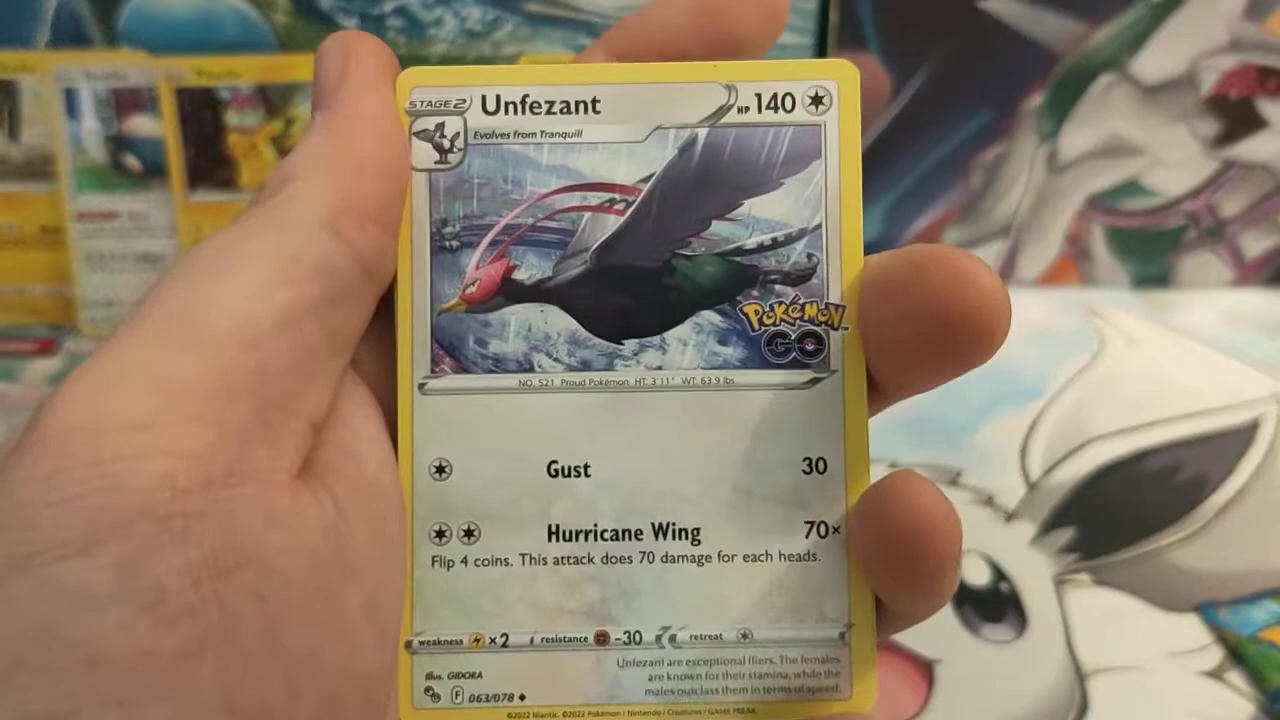 STAGE 2
Unfezant
HP 140
Evolves from Tranquill
Pokémon
GO
NO. 521 Proud Pokémon HT: 3'11" WT: 63.9 lbs
Gust 30
Hurricane Wing 70×
Flip 4 coins. This attack does 70 damage for each heads.
weakness ×2 resistance -30 retreat
Unfezant are exceptional fliers. The females
are known for their stamina, while the
males outclass them in terms of speed.
Illus. GIDORA
F 063/078
©2022 Niantic. ©2022 Pokémon / Nintendo / Creatures / GAME FREAK.